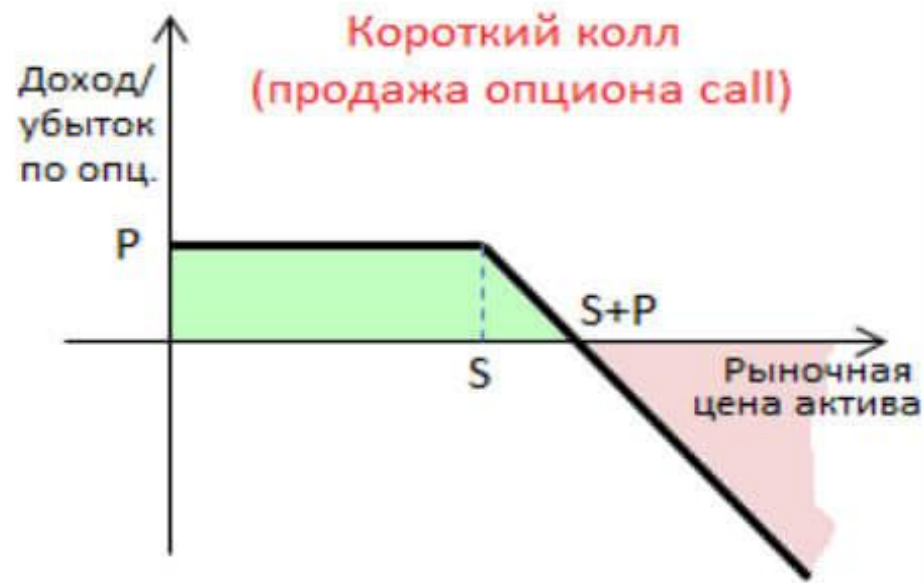 Короткий колл
(продажа опциона call)
Доход/
убыток
по опц.
P
S+P
S
Рыночная
цена актива